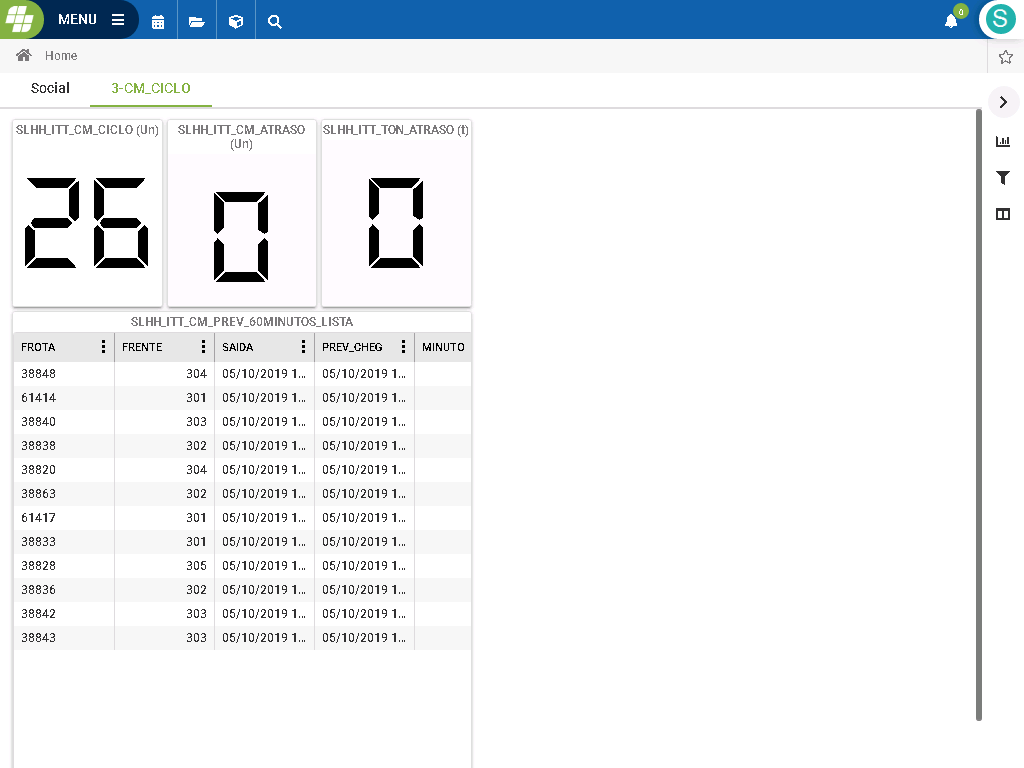 MENU
0
S
Home
Social
3-CM_CICLO
SLHH_ITT_CM_CICLO (Un)
26
SLHH_ITT_CM_ATRASO
(Un)
0
SLHH_ITT_TON_ATRASO (t)
0
SLHH_ITT_CM_PREV_60MINUTOS_LISTA
FROTA FRENTE SAIDA PREV_CHEG MINUTO
38848 304 05/10/2019 1... 05/10/2019 1...
61414 301 05/10/2019 1... 05/10/2019 1...
38840 303 05/10/2019 1... 05/10/2019 1...
38838 302 05/10/2019 1... 05/10/2019 1...
38820 304 05/10/2019 1... 05/10/2019 1...
38863 302 05/10/2019 1... 05/10/2019 1...
61417 301 05/10/2019 1... 05/10/2019 1...
38833 301 05/10/2019 1... 05/10/2019 1...
38828 305 05/10/2019 1... 05/10/2019 1...
38836 302 05/10/2019 1... 05/10/2019 1...
38842 303 05/10/2019 1... 05/10/2019 1...
38843 303 05/10/2019 1... 05/10/2019 1...